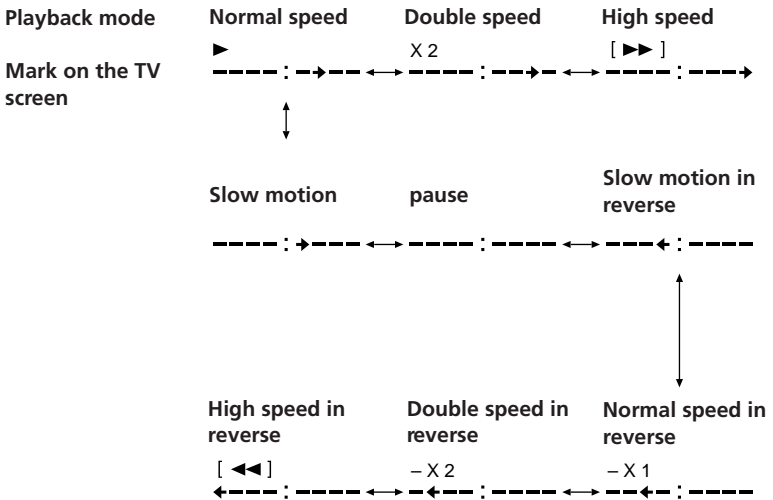 Playback mode
Normal speed
Double speed
High speed
Mark on the TV
screen
▶
X 2
[ ▶▶ ]
Slow motion
pause
Slow motion in
reverse
High speed in
reverse
Double speed in
reverse
Normal speed in
reverse
[ ◀◀ ]
– X 2
– X 1